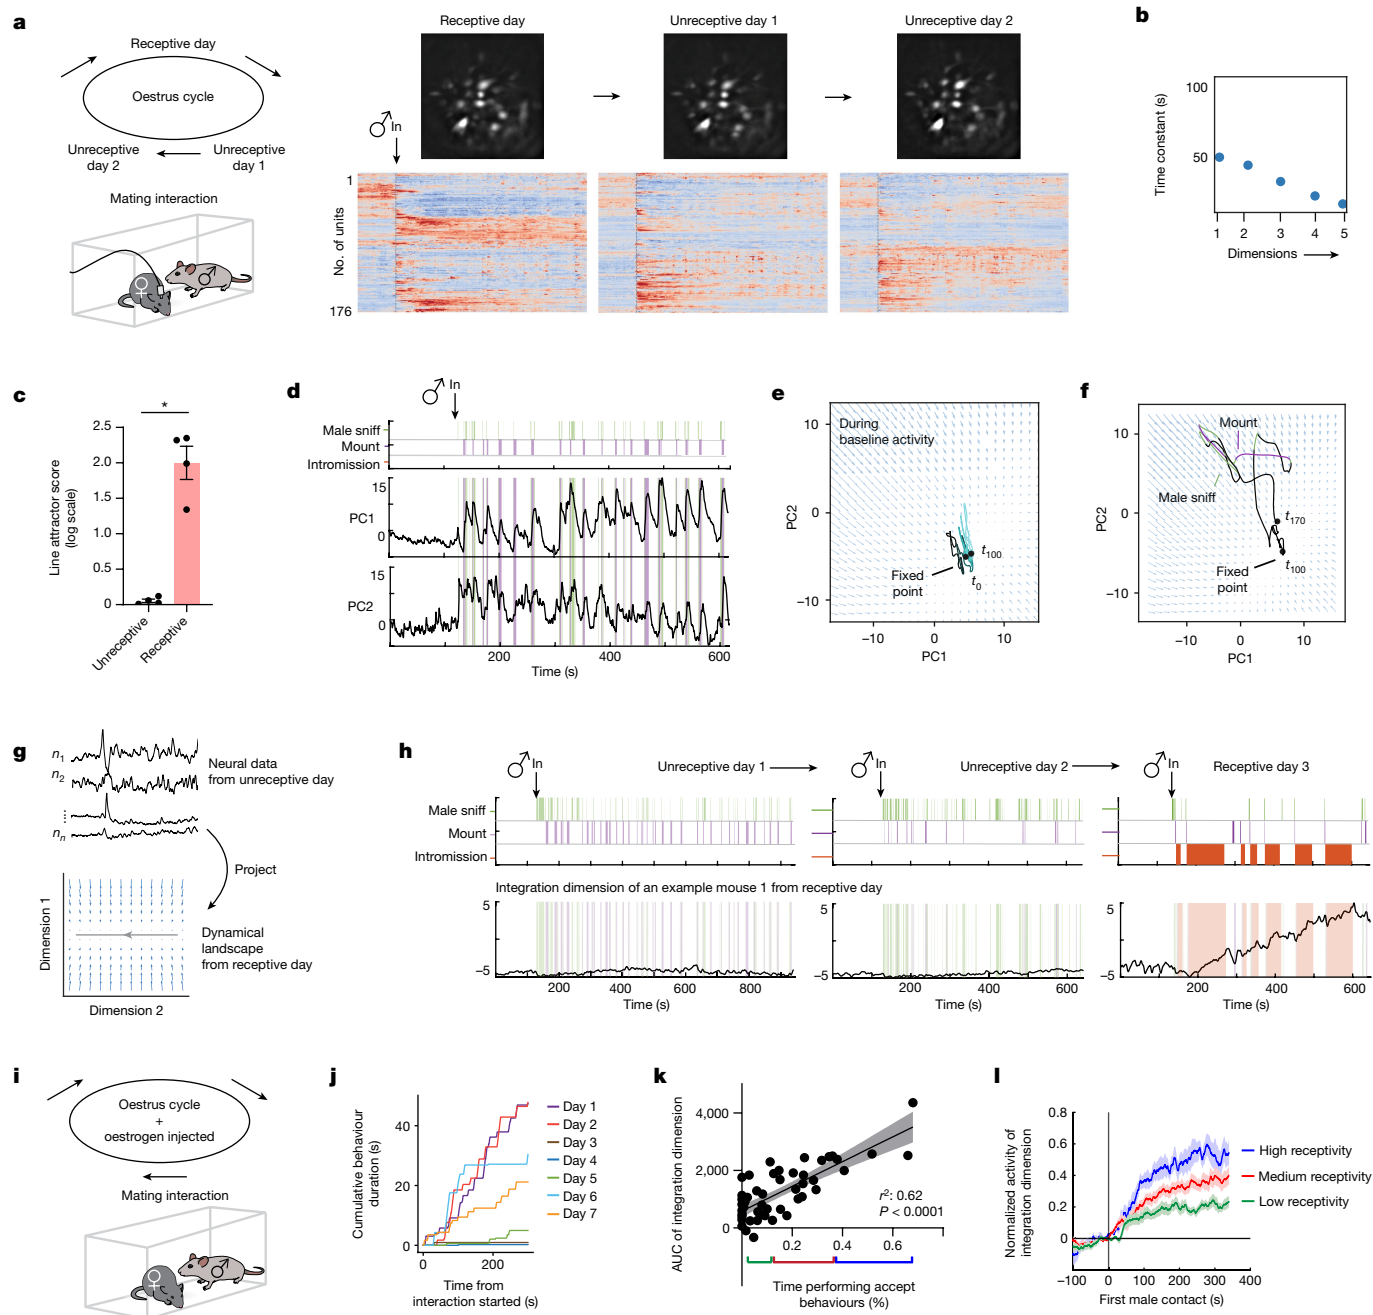 a
Receptive day
Oestrus cycle
Unreceptive
day 2
Unreceptive
day 1
Mating interaction
♀
♂
Receptive day
Unreceptive day 1
Unreceptive day 2
♂ In
1
No. of units
176
b
Time constant (s)
100
50
1 2 3 4 5
Dimensions
c
Line attractor score
(log scale)
2.5
2.0
1.5
1.0
0.5
0
*
Unreceptive
Receptive
d
♂ In
Male sniff
Mount
Intromission
15
PC1
0
15
PC2
0
0 200 400 600
Time (s)
e
During
baseline activity
10
0
−10
PC2
Fixed
point
t100
t0
−10 0 10
PC1
f
Mount
Male sniff
10
0
−10
PC2
t170
t100
Fixed
point
−10 0 10
PC1
g
n1
n2
nn
Neural data
from unreceptive day
Project
Dimension 1
Dynamical
landscape
from receptive day
Dimension 2
h
♂ In
Unreceptive day 1
♂ In
Unreceptive day 2
♂ In
Receptive day 3
Male sniff
Mount
Intromission
Integration dimension of an example mouse 1 from receptive day
5
−5
200 400 600 800
Time (s)
5
−5
200 400 600
Time (s)
5
−5
200 400 600
Time (s)
i
Oestrus cycle
+
oestrogen injected
Mating interaction
♀
♂
j
Cumulative behaviour
duration (s)
40
20
0
0 200
Time from
interaction started (s)
Day 1
Day 2
Day 3
Day 4
Day 5
Day 6
Day 7
k
AUC of integration dimension
4,000
2,000
0
r2: 0.62
P < 0.0001
0.2 0.4 0.8
Time performing accept
behaviours (%)
l
Normalized activity of
integration dimension
0.8
0.6
0.4
0.2
0
−100 0 100 200 300 400
First male contact (s)
High receptivity
Medium receptivity
Low receptivity